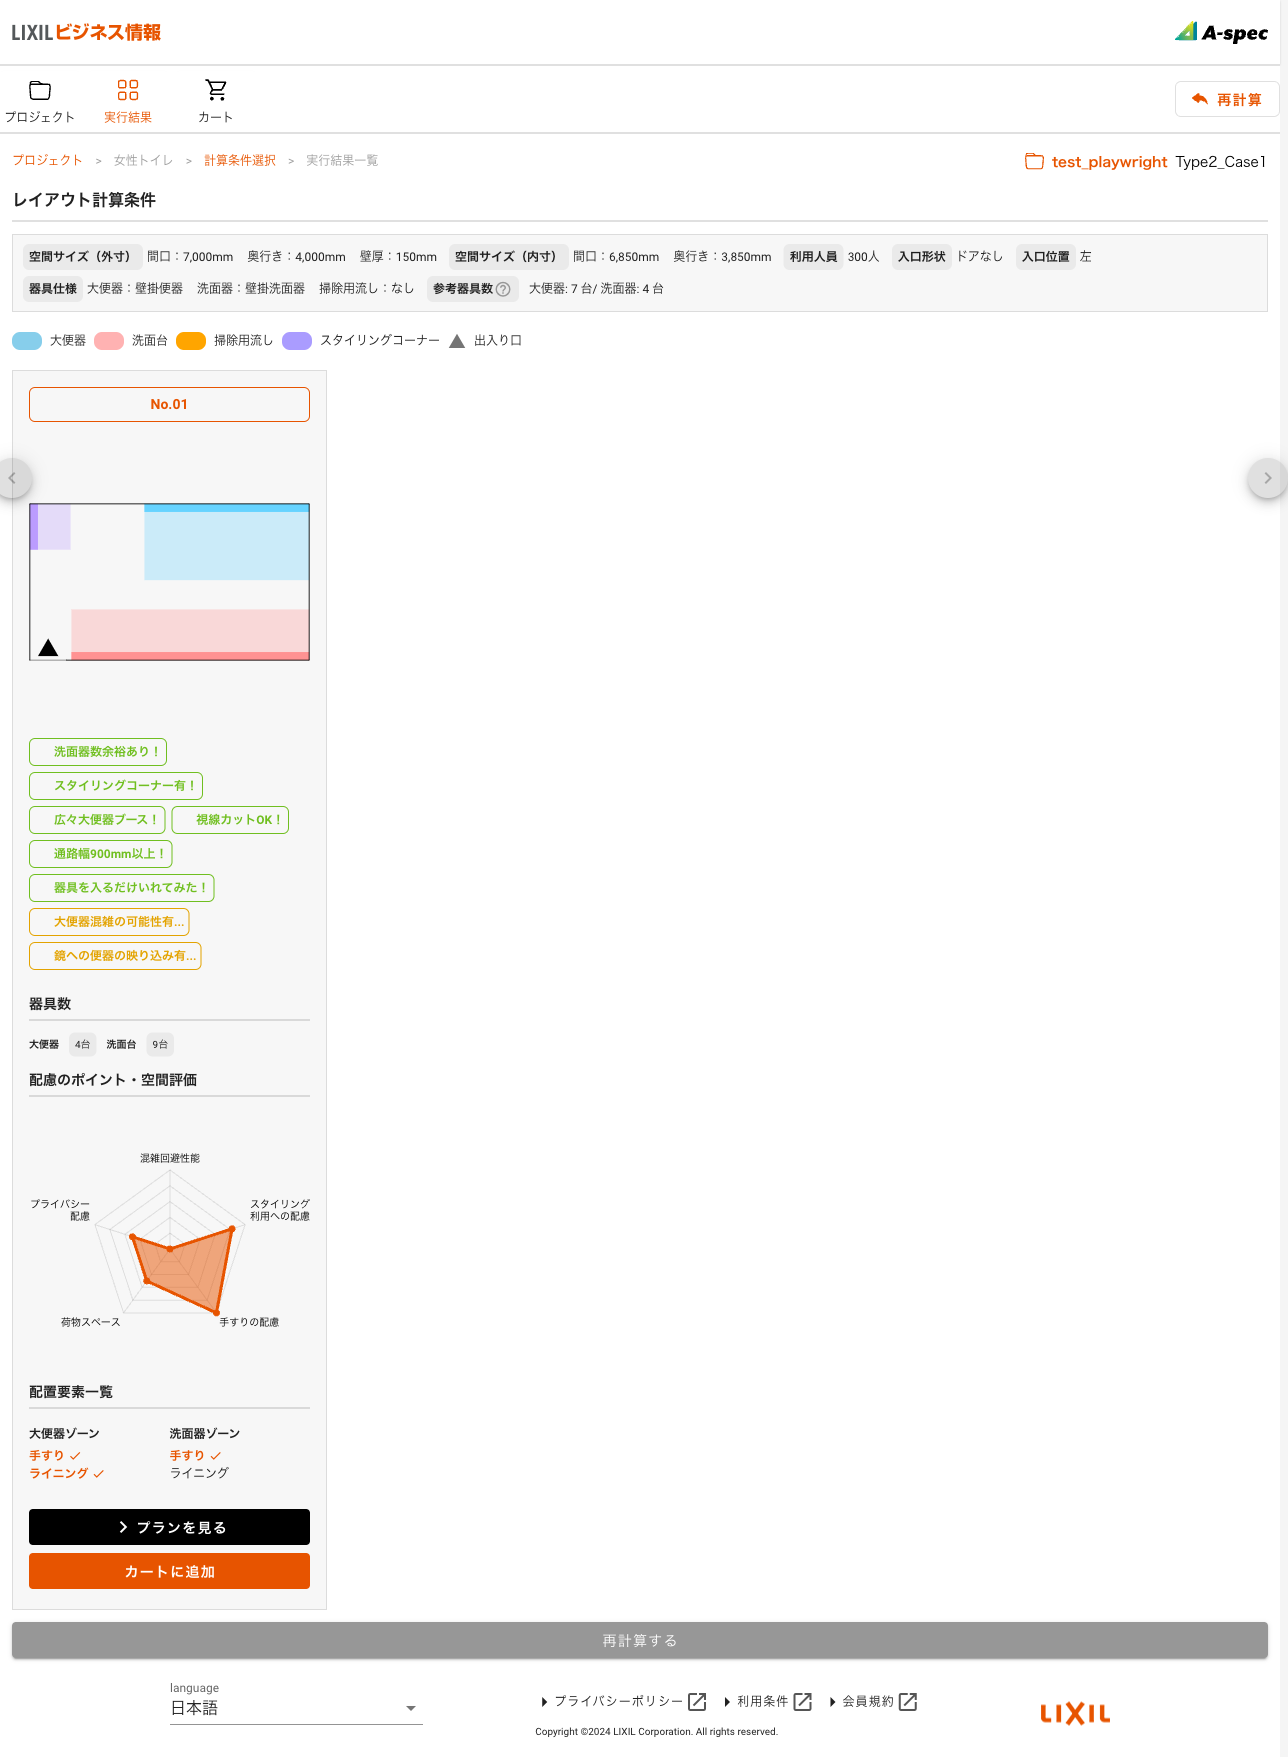 LIXILビジネス情報
A-spec
プロジェクト
実行結果
カート
再計算
プロジェクト > 女性トイレ > 計算条件選択 > 実行結果一覧
test_playwright Type2_Case1
レイアウト計算条件
空間サイズ（外寸） 間口：7,000mm 奥行き：4,000mm 壁厚：150mm 空間サイズ（内寸） 間口：6,850mm 奥行き：3,850mm 利用人員 300人 入口形状 ドアなし 入口位置 左
器具仕様 大便器：壁掛便器 洗面器：壁掛洗面器 掃除用流し：なし 参考器具数 大便器: 7 台/ 洗面器: 4 台
大便器 洗面台 掃除用流し スタイリングコーナー 出入り口
No.01
洗面器数余裕あり！
スタイリングコーナー有！
広々大便器ブース！ 視線カットOK！
通路幅900mm以上！
器具を入るだけいれてみた！
大便器混雑の可能性有...
鏡への便器の映り込み有...
器具数
大便器 4台 洗面台 9台
配慮のポイント・空間評価
混雑回避性能
プライバシー
配慮
スタイリング
利用への配慮
荷物スペース
手すりの配慮
配置要素一覧
大便器ゾーン 洗面器ゾーン
手すり 手すり
ライニング ライニング
プランを見る
カートに追加
再計算する
language
日本語
プライバシーポリシー 利用条件 会員規約
Copyright ©2024 LIXIL Corporation. All rights reserved.
LIXIL